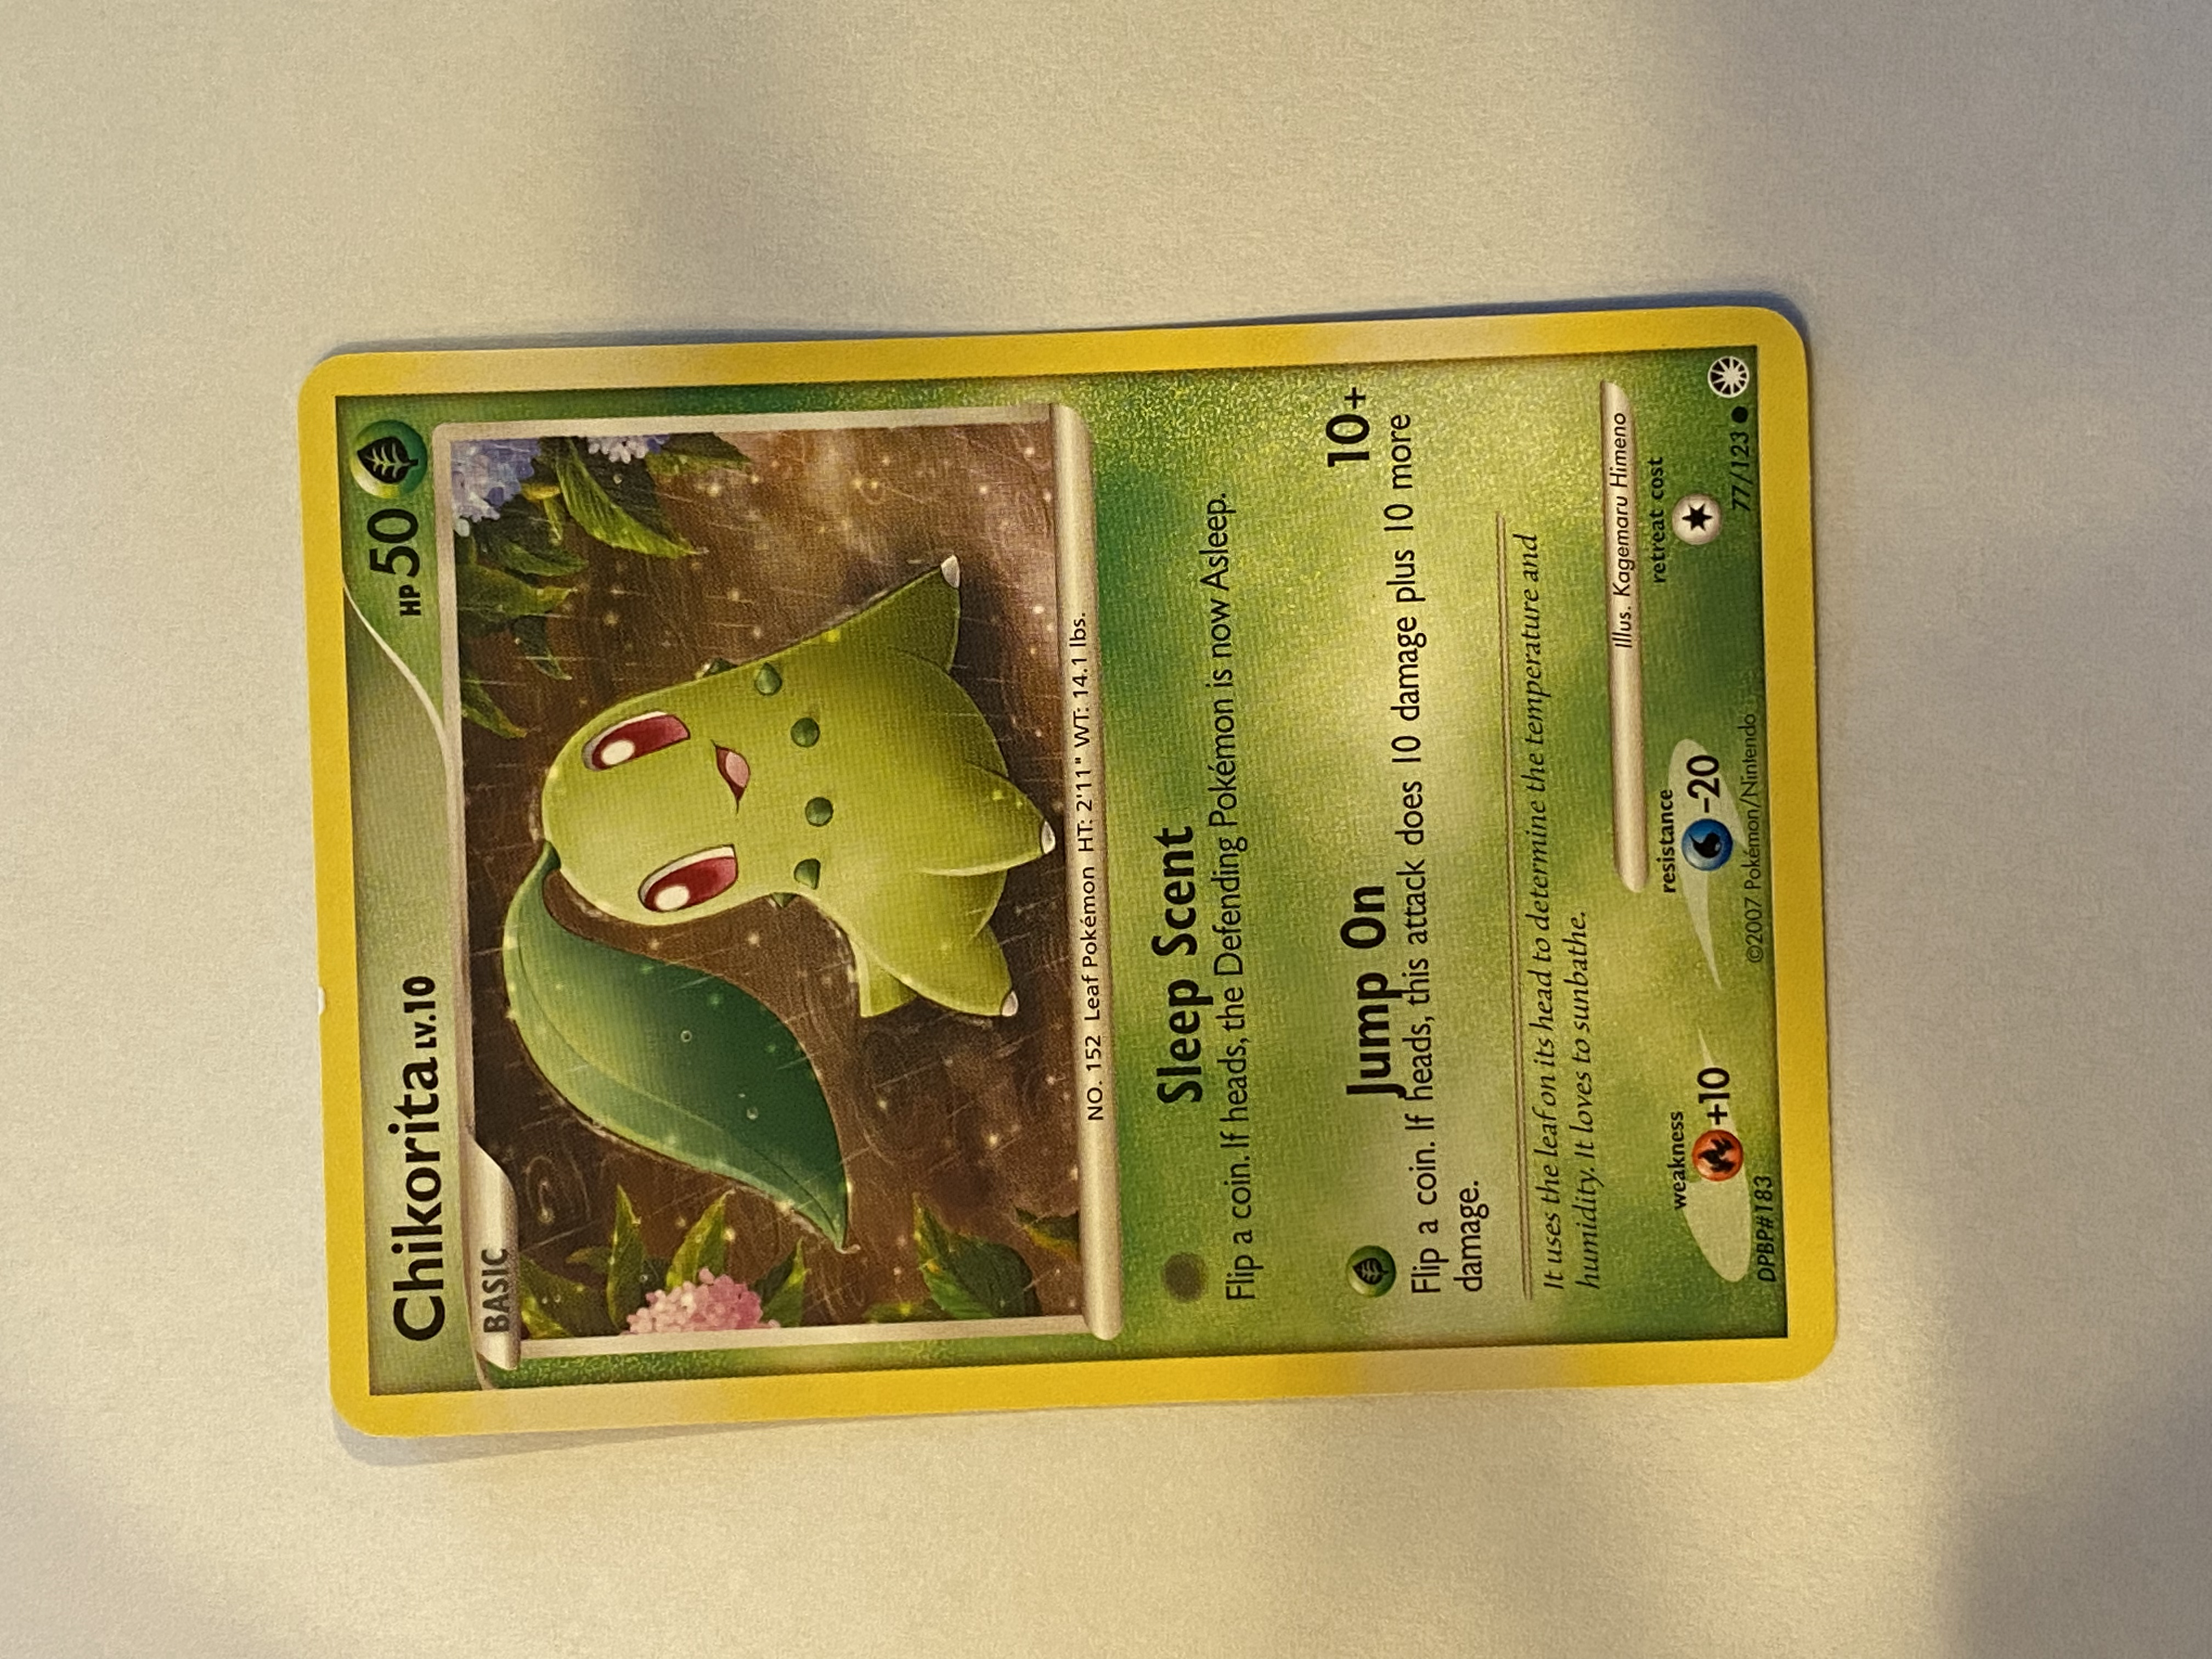 Chikorita LV.10
HP 50
BASIC
NO. 152 Leaf Pokémon HT: 2'11" WT: 14.1 lbs.
Sleep Scent
Flip a coin. If heads, the Defending Pokémon is now Asleep.
Jump On 10+
Flip a coin. If heads, this attack does 10 damage plus 10 more
damage.
It uses the leaf on its head to determine the temperature and
humidity. It loves to sunbathe.
Illus. Kagemaru Himeno
weakness resistance retreat cost
+10 -20
DPBP#183 ©2007 Pokémon/Nintendo 77/123